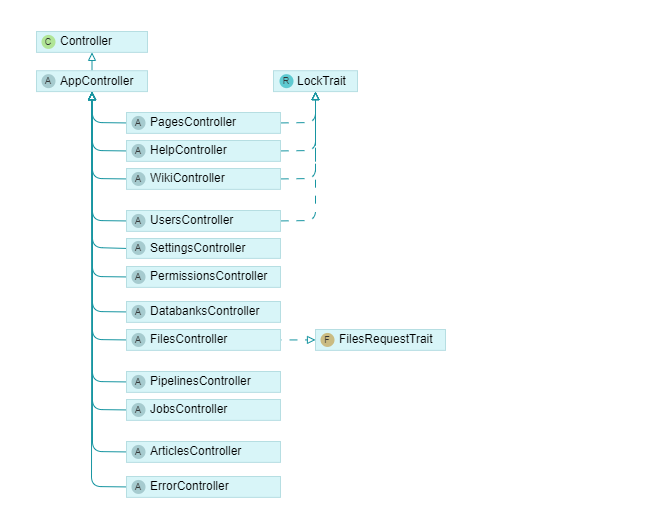 C Controller
A AppController
R LockTrait
A PagesController
A HelpController
A WikiController
A UsersController
A SettingsController
A PermissionsController
A DatabanksController
A FilesController
F FilesRequestTrait
A PipelinesController
A JobsController
A ArticlesController
A ErrorController